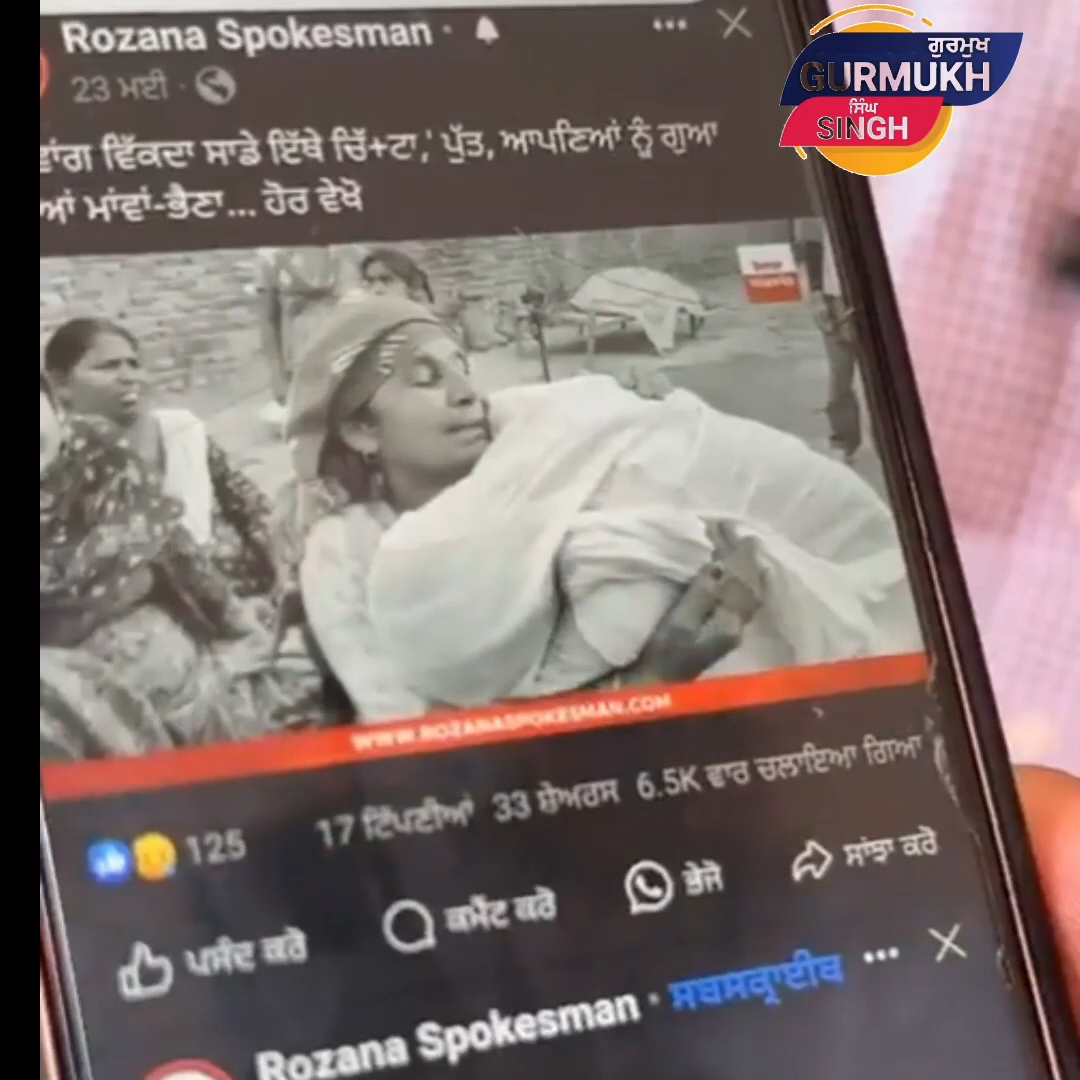 Rozana Spokesman
ਗੁਰਮੁਖ
GURMUKH
ਸਿੰਘ
SINGH
23 ਮਈ
ਵਾਂਗ ਵਿੱਕਦਾ ਸਾਡੇ ਇੱਥੇ ਚਿੱ+ਟਾ,' ਪੁੱਤ, ਆਪਣਿਆਂ ਨੂੰ ਗੁਆ
ਆਂ ਮਾਂਵਾਂ-ਭੈਣਾ... ਹੋਰ ਵੇਖੋ
WWW.ROZANASPOKESMAN.COM
125 17 ਟਿੱਪਣੀਆਂ 33 ਸ਼ੇਅਰਸ 6.5K ਵਾਰ ਚਲਾਇਆ ਗਿਆ
ਪਸੰਦ ਕਰੋ ਕਮੈਂਟ ਕਰੋ ਭੇਜੋ ਸਾਂਝਾ ਕਰੋ
Rozana Spokesman · ਸਬਸਕ੍ਰਾਈਬ